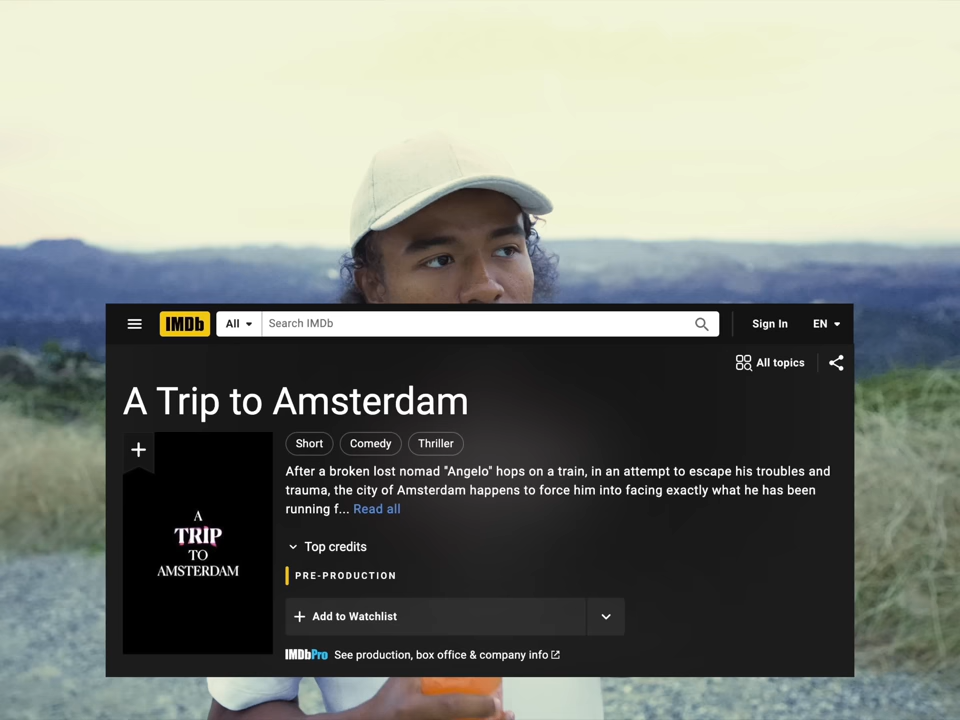 IMDb All Search IMDb Sign In EN
All topics
A Trip to Amsterdam
Short Comedy Thriller
After a broken lost nomad "Angelo" hops on a train, in an attempt to escape his troubles and
trauma, the city of Amsterdam happens to force him into facing exactly what he has been
running f... Read all
A
TRIP
TO
AMSTERDAM
Top credits
PRE-PRODUCTION
+ Add to Watchlist
IMDbPro See production, box office & company info